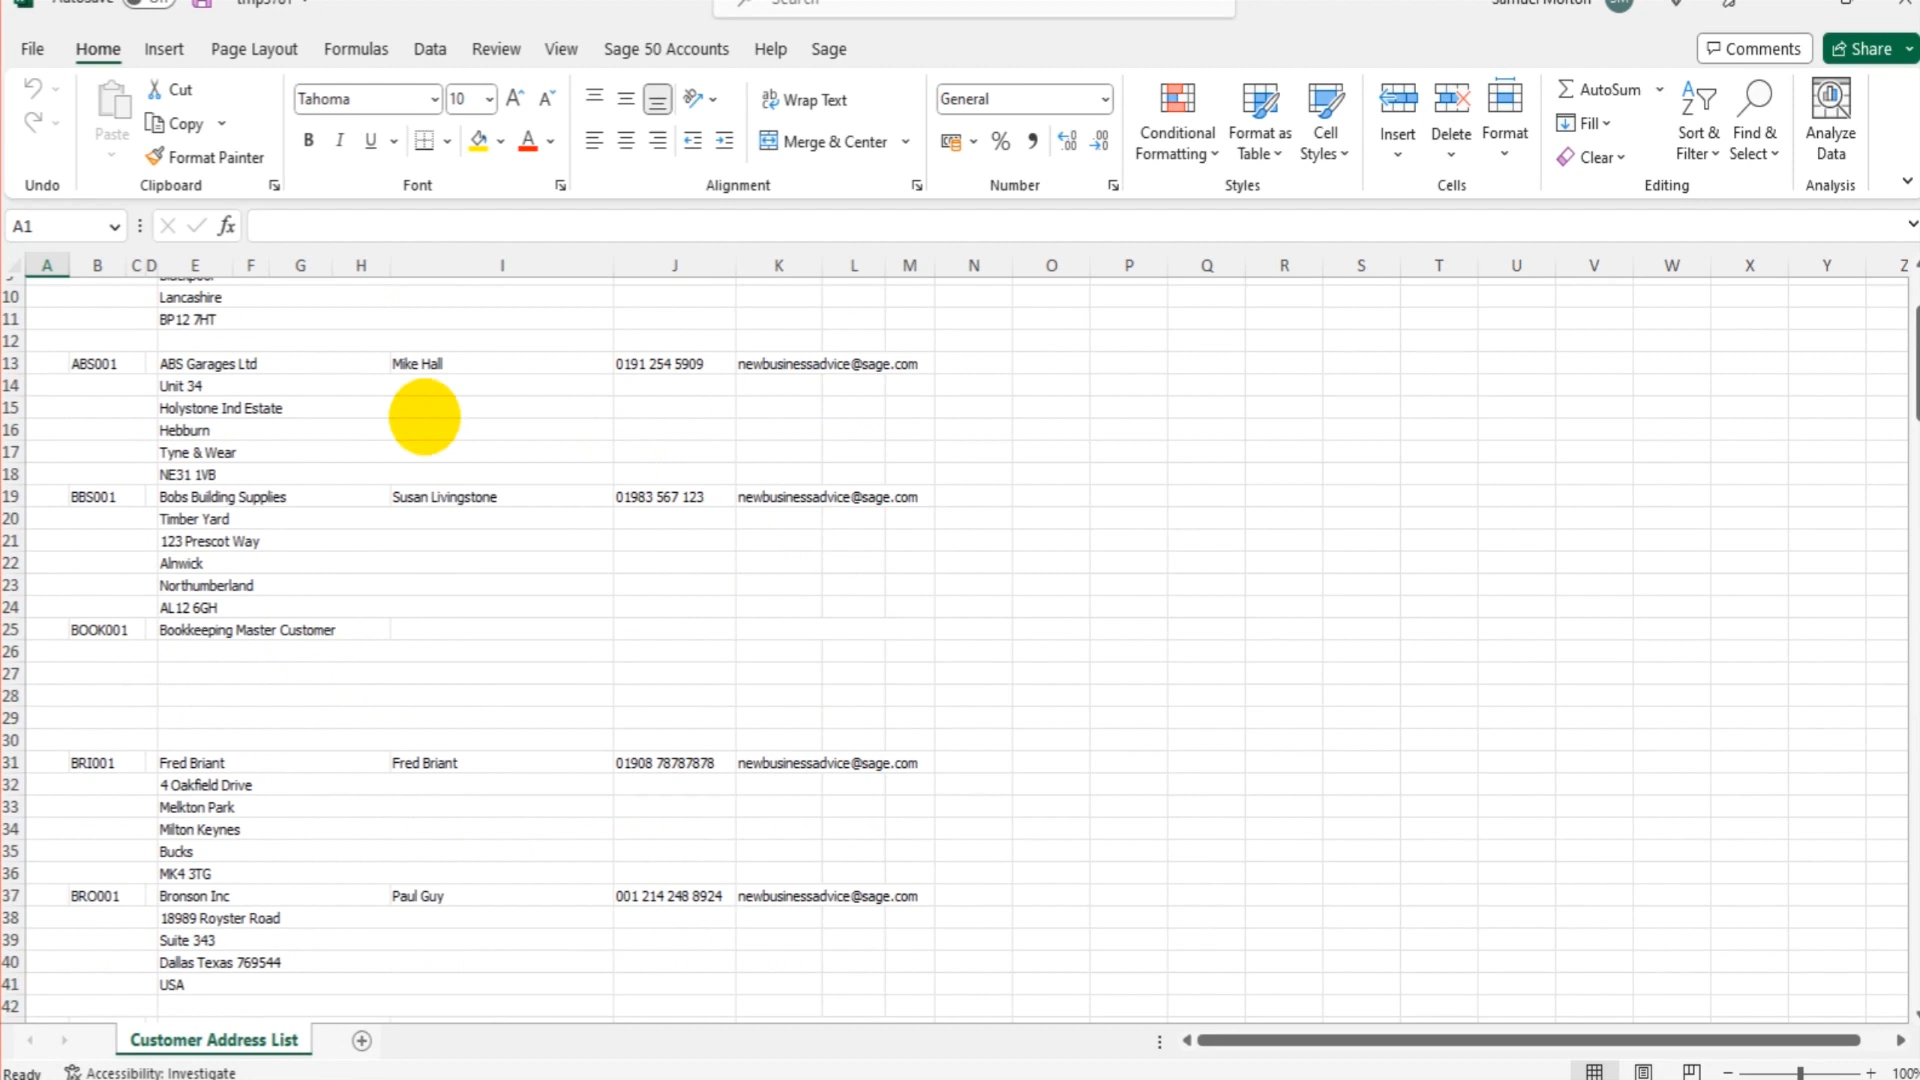 File Home Insert Page Layout Formulas Data Review View Sage 50 Accounts Help Sage Comments Share
Cut Tahoma 10 Wrap Text General AutoSum
Paste Copy Fill
Format Painter B I U Merge & Center % Conditional Formatting Format as Table Cell Styles Insert Delete Format Clear Sort & Filter Find & Select Analyze Data
Undo Clipboard Font Alignment Number Styles Cells Editing Analysis
A1 fx
A B C D E F G H I J K L M N O P Q R S T U V W X Y Z
10 Lancashire
11 BP12 7HT
12
13 ABS001 ABS Garages Ltd Mike Hall 0191 254 5909 newbusinessadvice@sage.com
14 Unit 34
15 Holystone Ind Estate
16 Hebburn
17 Tyne & Wear
18 NE31 1VB
19 BBS001 Bobs Building Supplies Susan Livingstone 01983 567 123 newbusinessadvice@sage.com
20 Timber Yard
21 123 Prescot Way
22 Alnwick
23 Northumberland
24 AL12 6GH
25 BOOK001 Bookkeeping Master Customer
26
27
28
29
30
31 BRI001 Fred Briant Fred Briant 01908 78787878 newbusinessadvice@sage.com
32 4 Oakfield Drive
33 Melkton Park
34 Milton Keynes
35 Bucks
36 MK4 3TG
37 BRO001 Bronson Inc Paul Guy 001 214 248 8924 newbusinessadvice@sage.com
38 18989 Royster Road
39 Suite 343
40 Dallas Texas 769544
41 USA
42
Customer Address List
Ready Accessibility: Investigate 100%